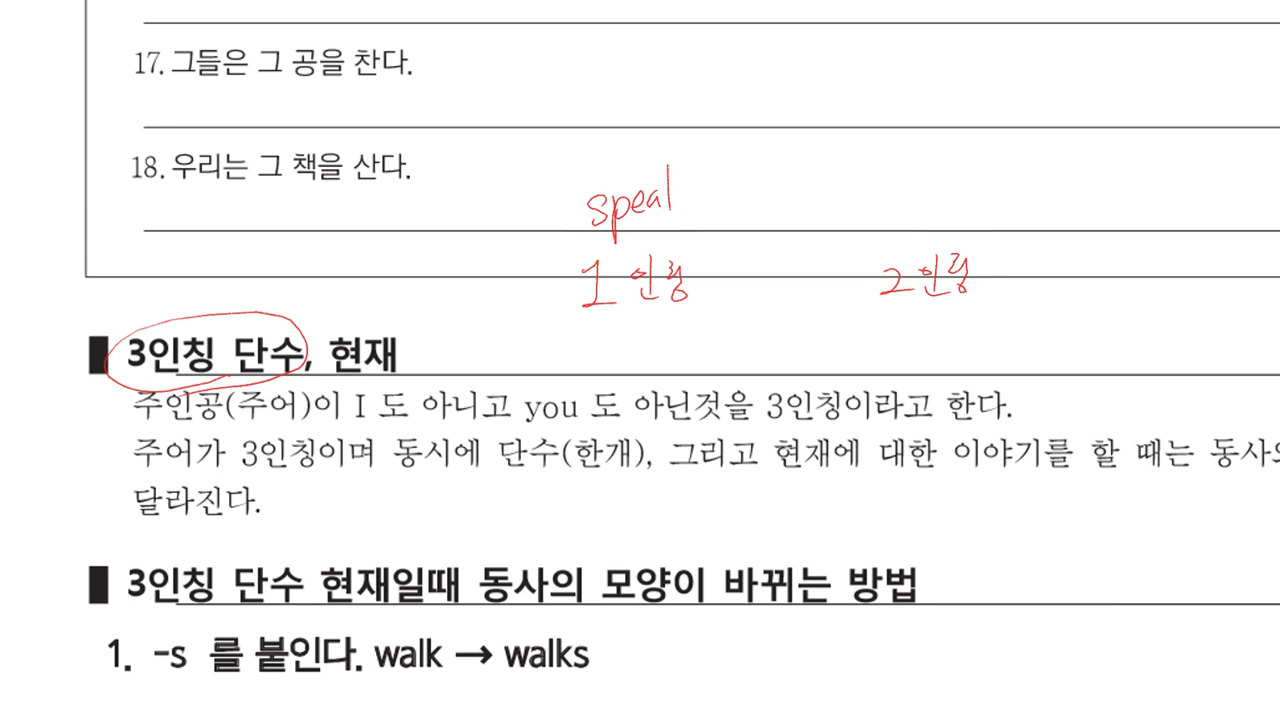 17. 그들은 그 공을 찬다.
18. 우리는 그 책을 산다.
speal
1 인칭 2인칭
3인칭 단수, 현재
주인공(주어)이 I 도 아니고 you 도 아닌것을 3인칭이라고 한다.
주어가 3인칭이며 동시에 단수(한개), 그리고 현재에 대한 이야기를 할 때는 동사의
달라진다.
3인칭 단수 현재일때 동사의 모양이 바뀌는 방법
1. -s 를 붙인다. walk → walks